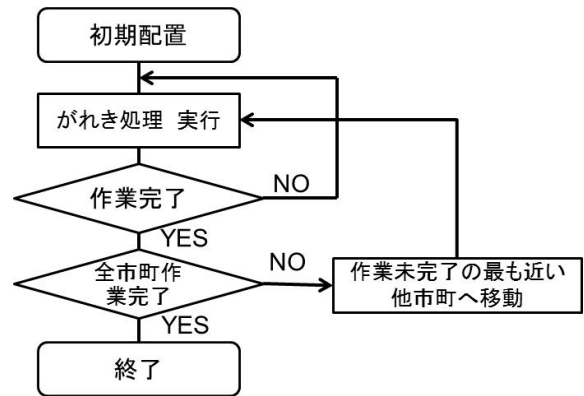 初期配置
がれき処理 実行
作業完了
NO
YES
全市町作
業完了
NO
作業未完了の最も近い
他市町へ移動
YES
終了